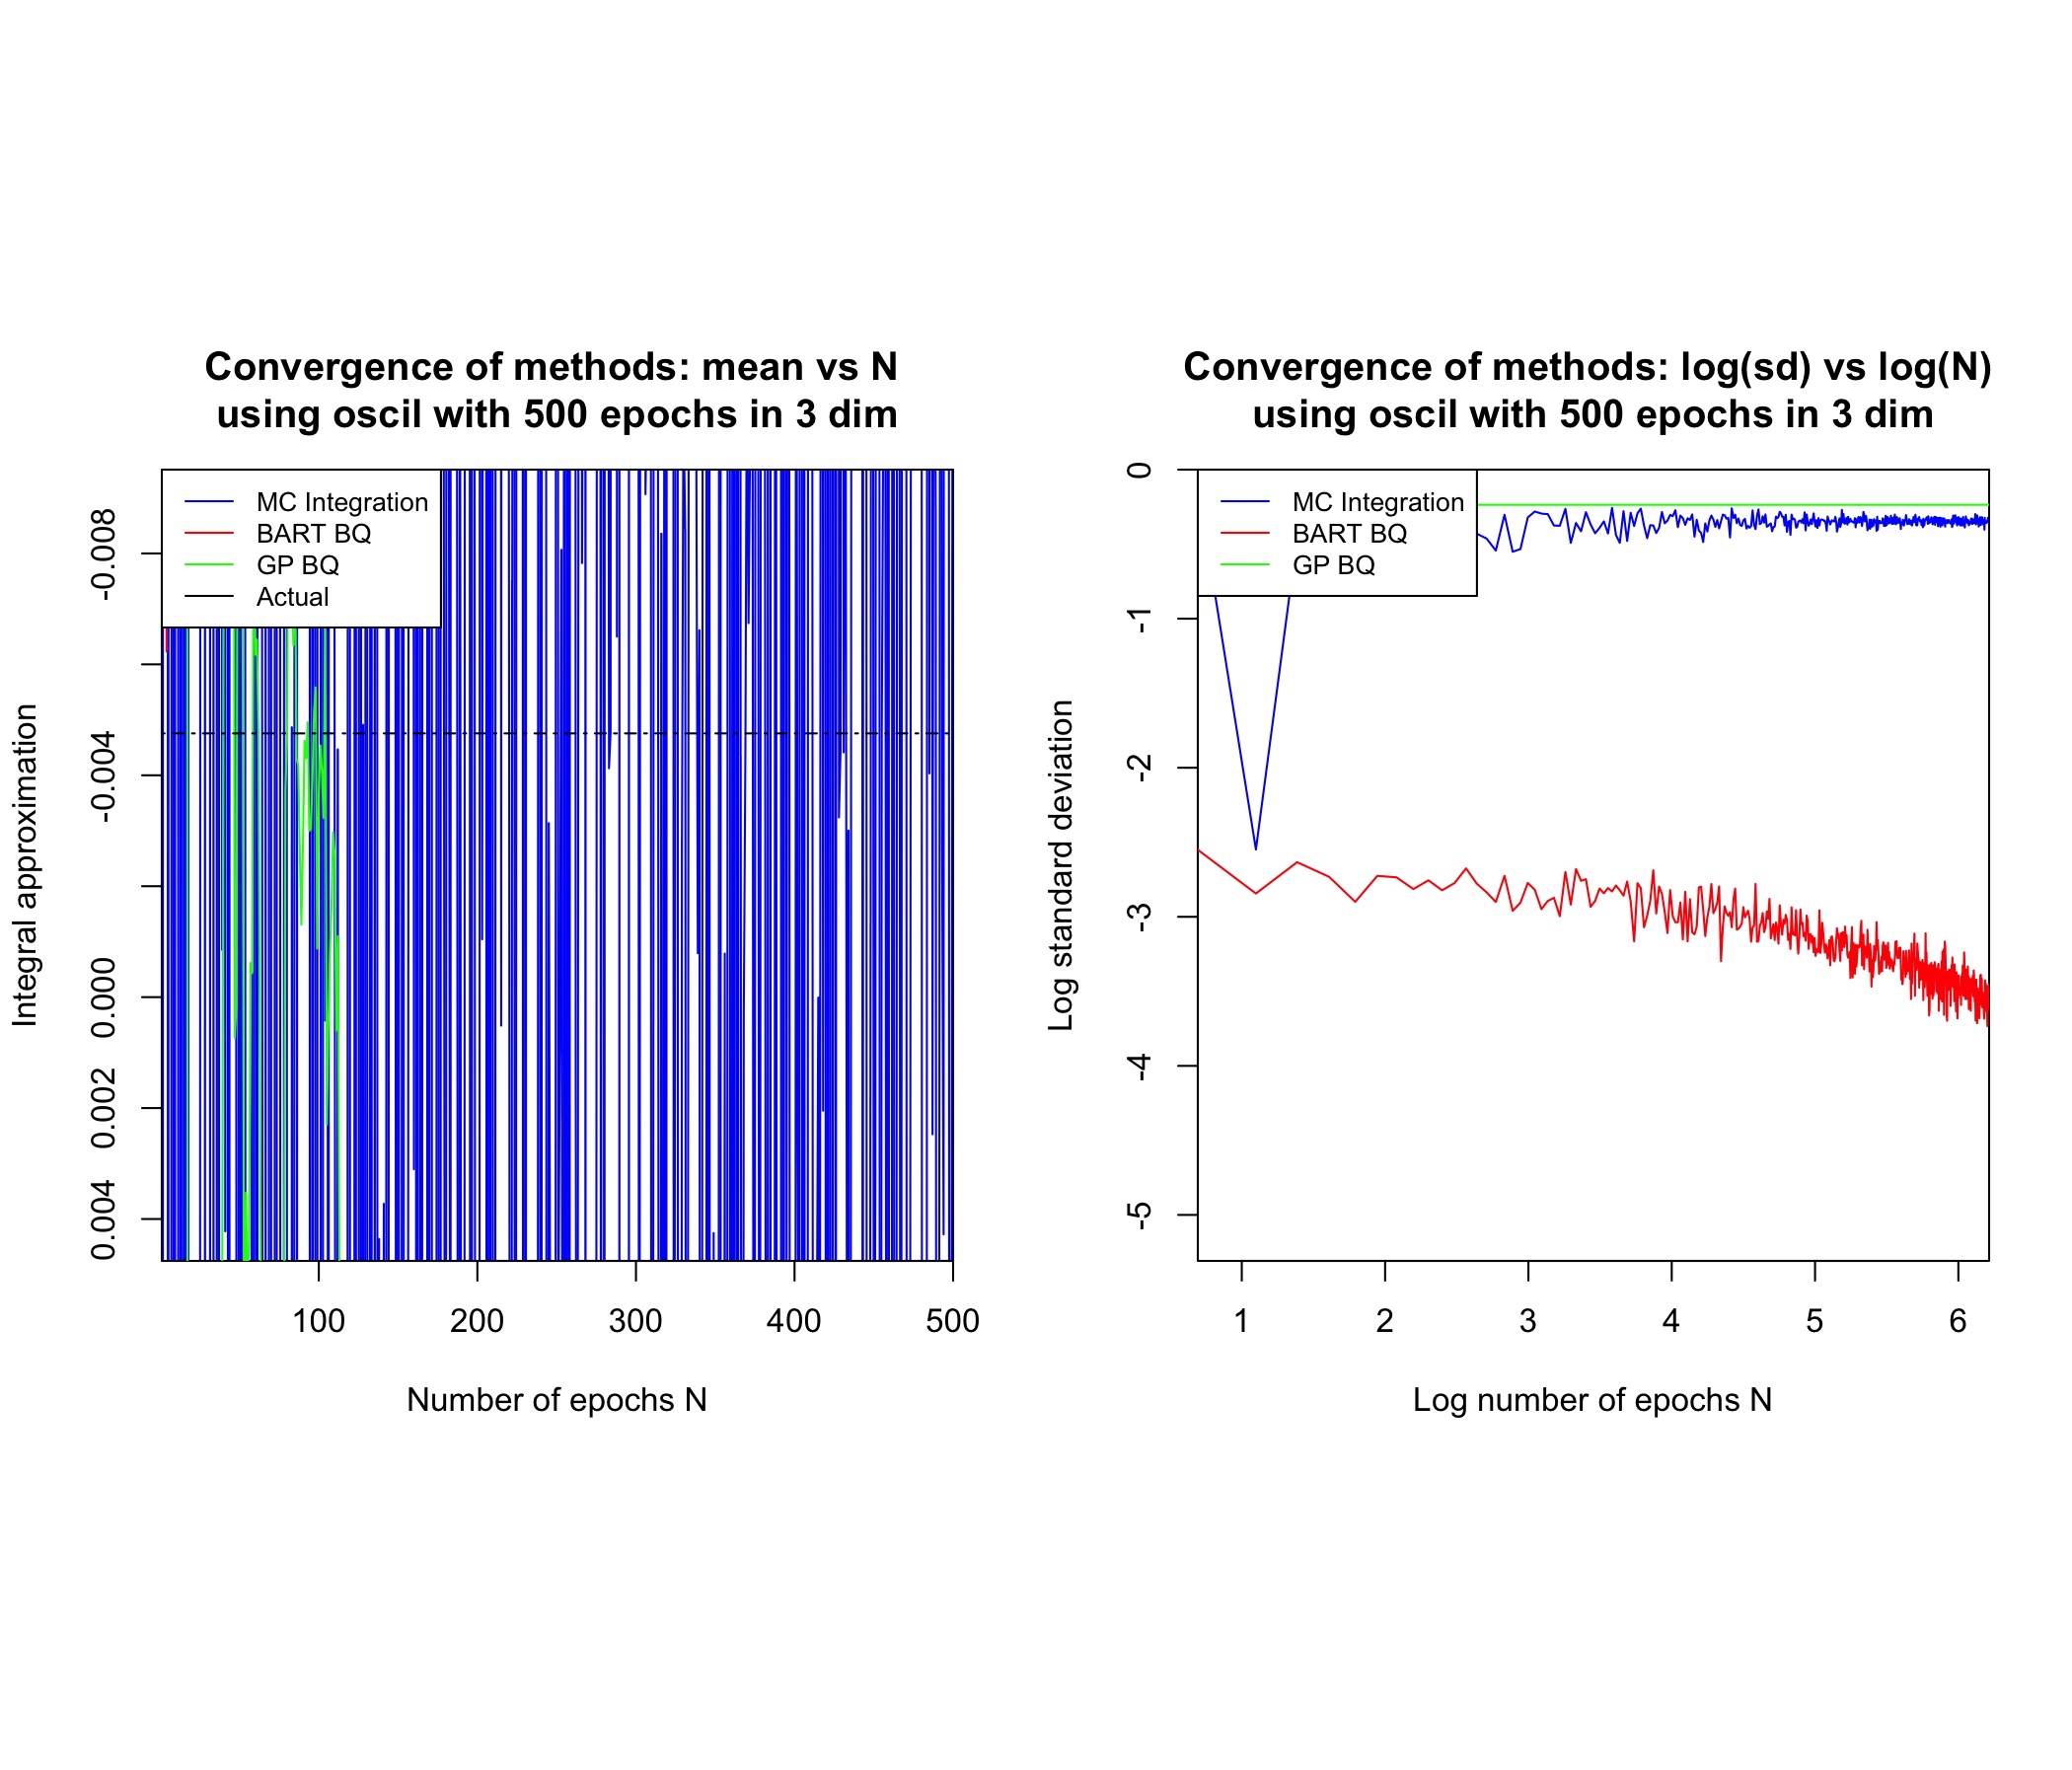 Convergence of methods: mean vs N
using oscil with 500 epochs in 3 dim
MC Integration
BART BQ
GP BQ
Actual
-0.008
-0.004
0.000
0.002
0.004
Integral approximation
100 200 300 400 500
Number of epochs N
Convergence of methods: log(sd) vs log(N)
using oscil with 500 epochs in 3 dim
MC Integration
BART BQ
GP BQ
0
-1
-2
-3
-4
-5
Log standard deviation
1 2 3 4 5 6
Log number of epochs N